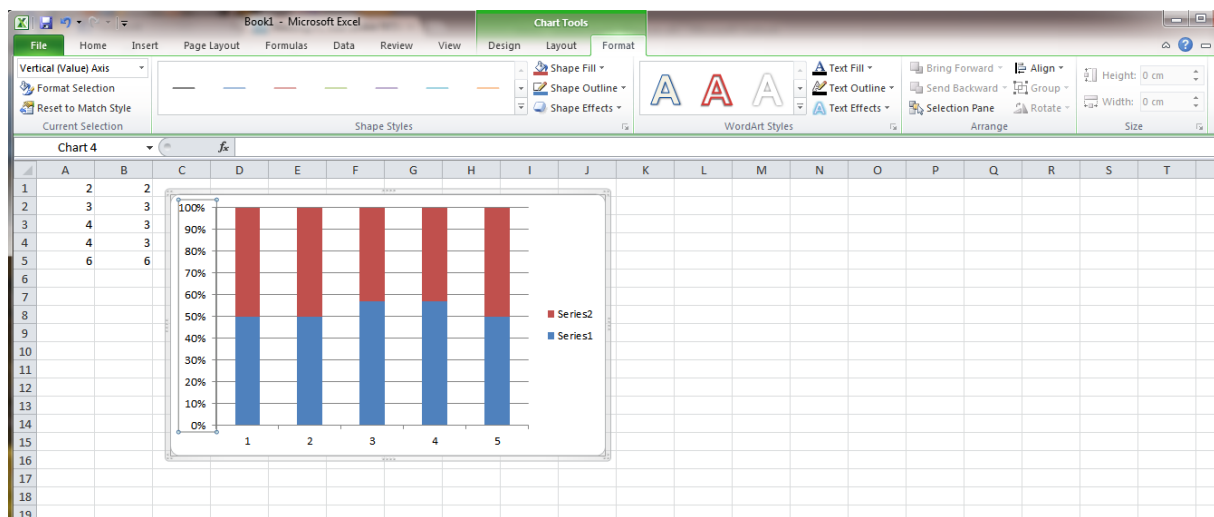 Book1 - Microsoft Excel
Chart Tools
File Home Insert Page Layout Formulas Data Review View Design Layout Format
Vertical (Value) Axis
Format Selection
Reset to Match Style
Current Selection
Shape Fill
Shape Outline
Shape Effects
Shape Styles
A A A
Text Fill
Text Outline
Text Effects
WordArt Styles
Bring Forward
Send Backward
Selection Pane
Align
Group
Rotate
Arrange
Height: 0 cm
Width: 0 cm
Size
Chart 4 fx
A B C D E F G H I J K L M N O P Q R S T
1 2 2
2 3 3
3 4 3
4 4 3
5 6 6
6
7
8
9
10
11
12
13
14
15
16
17
18
19
100%
90%
80%
70%
60%
50%
40%
30%
20%
10%
0%
1 2 3 4 5
Series2
Series1